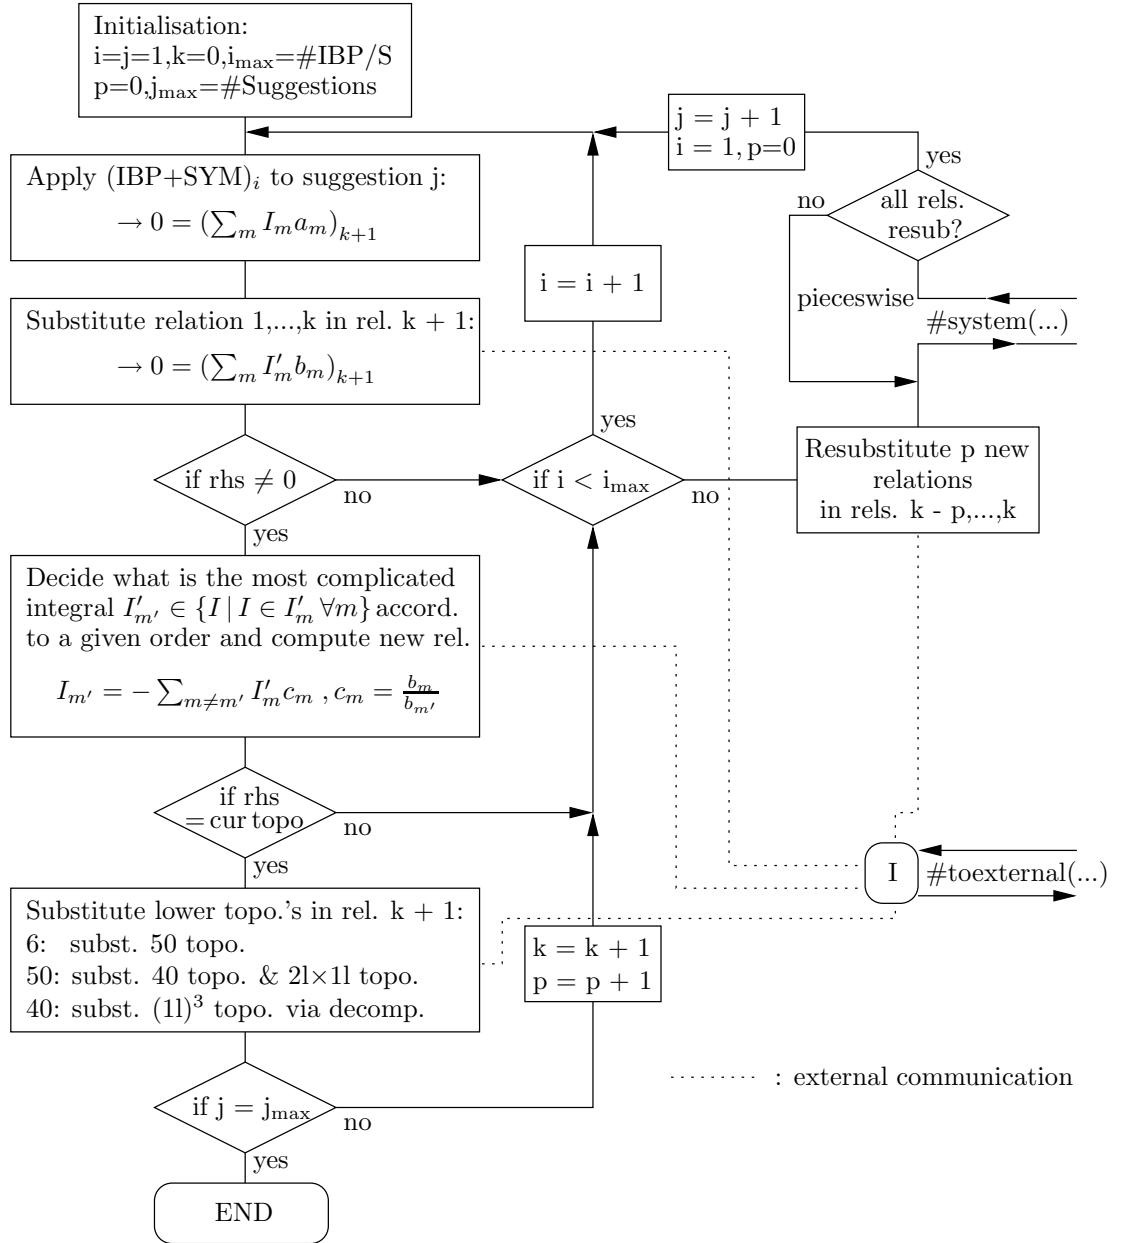 Initialisation:
i=j=1,k=0,i_max=#IBP/S
p=0,j_max=#Suggestions
j = j + 1
i = 1, p=0
yes
Apply (IBP+SYM)_i to suggestion j:
→ 0 = (∑_m I_m a_m)_{k+1}
no
all rels.
resub?
i = i + 1
pieceswise
Substitute relation 1,...,k in rel. k + 1:
→ 0 = (∑_m I′_m b_m)_{k+1}
#system(...)
yes
if rhs ≠ 0
no
if i < i_max
no
Resubstitute p new
relations
in rels. k - p,...,k
yes
Decide what is the most complicated
integral I′_{m′} ∈ {I | I ∈ I′_m ∀m} accord.
to a given order and compute new rel.
I_{m′} = − ∑_{m≠m′} I′_m c_m , c_m = b_m/b_{m′}
if rhs
= cur topo
no
yes
I
#toexternal(...)
Substitute lower topo.'s in rel. k + 1:
6: subst. 50 topo.
50: subst. 40 topo. & 2l×1l topo.
40: subst. (1l)³ topo. via decomp.
k = k + 1
p = p + 1
: external communication
if j = j_max
no
yes
END